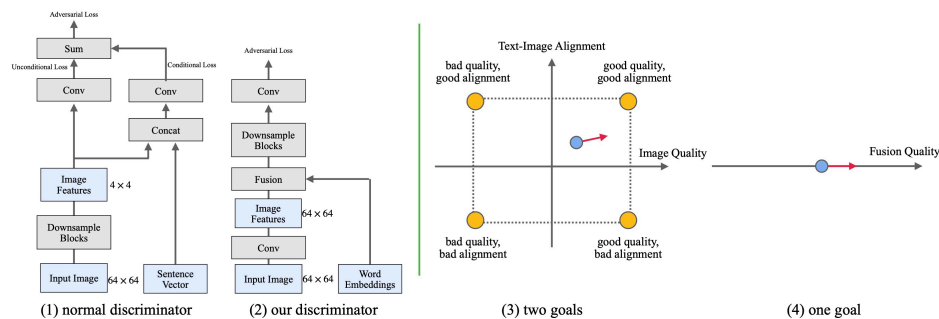 Adversarial Loss
Sum
Unconditional Loss
Conditional Loss
Conv
Conv
Concat
Image
Features
4 × 4
Downsample
Blocks
Input Image
64 × 64
Sentence
Vector
(1) normal discriminator
Adversarial Loss
Conv
Downsample
Blocks
Fusion
Image
Features
64 × 64
Conv
Input Image
64 × 64
Word
Embeddings
(2) our discriminator
Text-Image Alignment
bad quality,
good alignment
good quality,
good alignment
Image Quality
bad quality,
bad alignment
good quality,
bad alignment
(3) two goals
Fusion Quality
(4) one goal